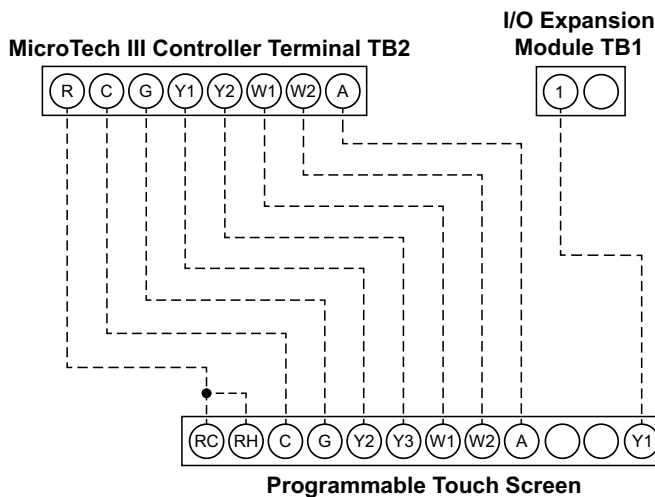 I/O Expansion
Module TB1
MicroTech III Controller Terminal TB2
R C G Y1 Y2 W1 W2 A
1
RC RH C G Y2 Y3 W1 W2 A Y1
Programmable Touch Screen